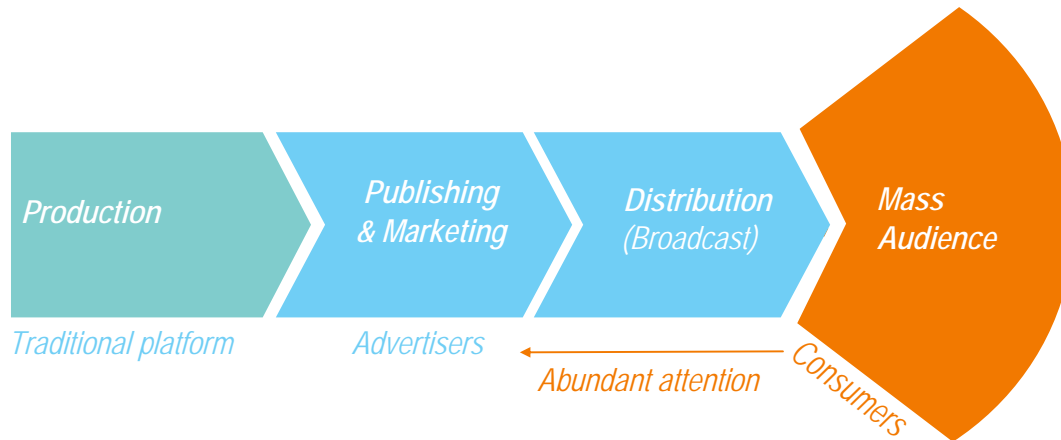 Production
Publishing
& Marketing
Distribution
(Broadcast)
Mass
Audience
Traditional platform
Advertisers
Abundant attention
Consumers